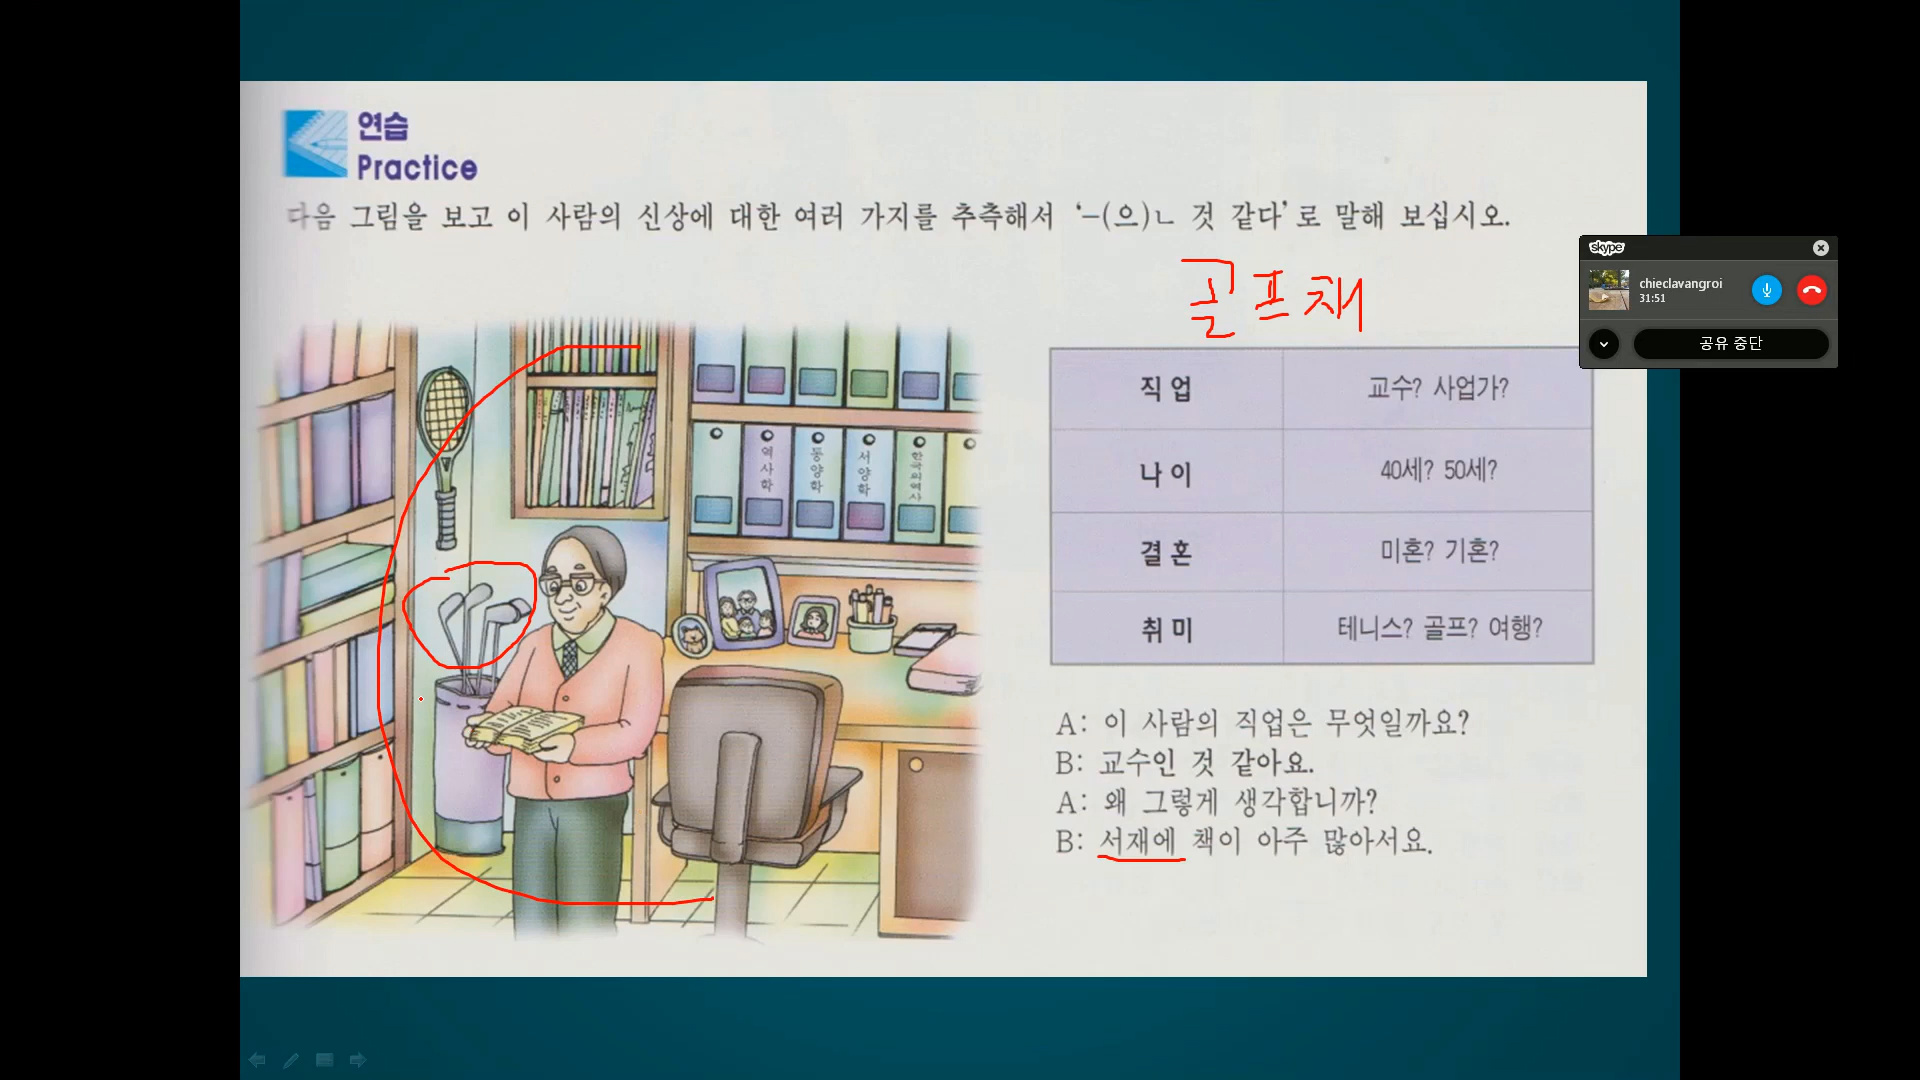 연습
Practice
다음 그림을 보고 이 사람의 신상에 대한 여러 가지를 추측해서 '-(으)ㄴ 것 같다'로 말해 보십시오.
골프채
skype
chieclavangroi
31:51
공유 중단
역사학
동양학
서양학
한국의역사
직업 교수? 사업가?
나이 40세? 50세?
결혼 미혼? 기혼?
취미 테니스? 골프? 여행?
A: 이 사람의 직업은 무엇일까요?
B: 교수인 것 같아요.
A: 왜 그렇게 생각합니까?
B: 서재에 책이 아주 많아서요.